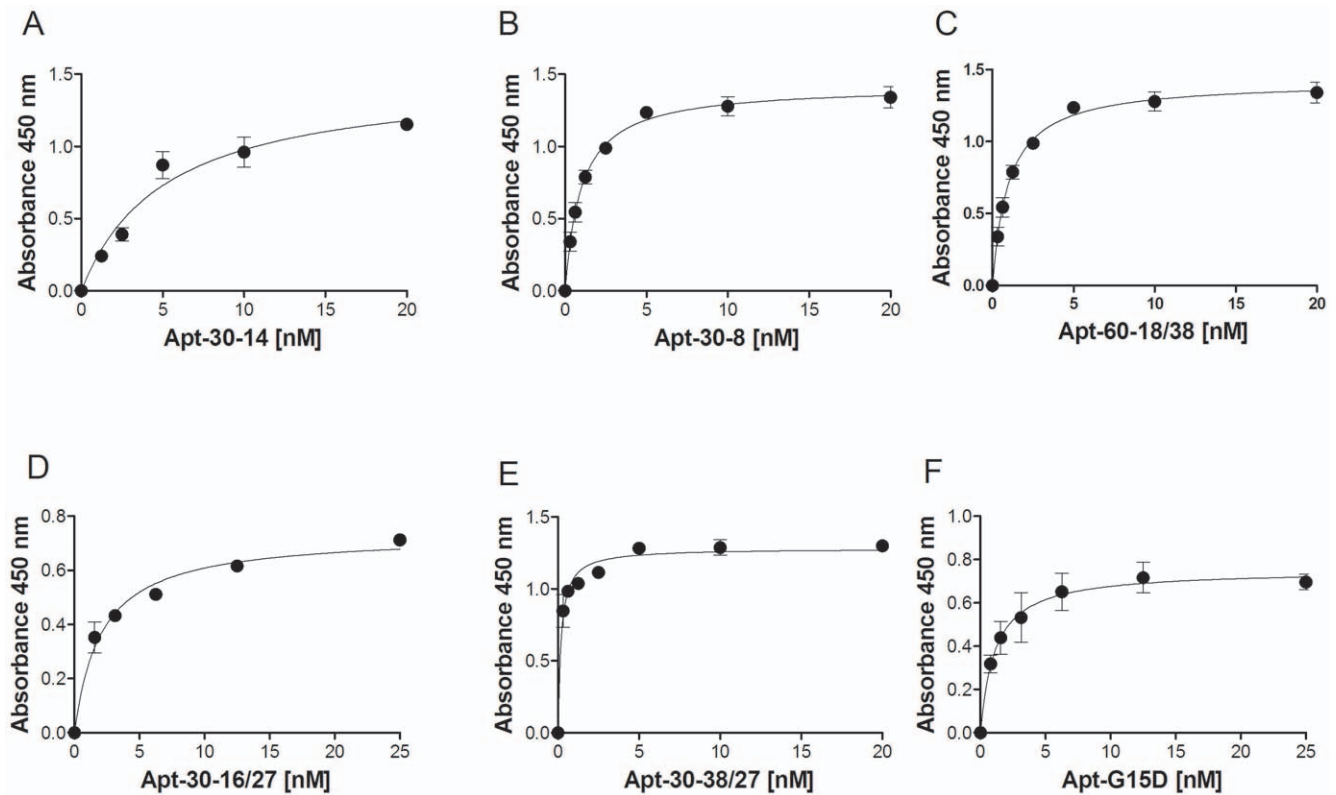 A
B
C
Absorbance 450 nm
1.5
1.0
0.5
0.0
0 5 10 15 20
Apt-30-14 [nM]
Absorbance 450 nm
1.5
1.0
0.5
0.0
0 5 10 15 20
Apt-30-8 [nM]
Absorbance 450 nm
1.5
1.0
0.5
0.0
0 5 10 15 20
Apt-60-18/38 [nM]
D
E
F
Absorbance 450 nm
0.8
0.6
0.4
0.2
0.0
0 5 10 15 20 25
Apt-30-16/27 [nM]
Absorbance 450 nm
1.5
1.0
0.5
0.0
0 5 10 15 20
Apt-30-38/27 [nM]
Absorbance 450 nm
1.0
0.8
0.6
0.4
0.2
0.0
0 5 10 15 20 25
Apt-G15D [nM]